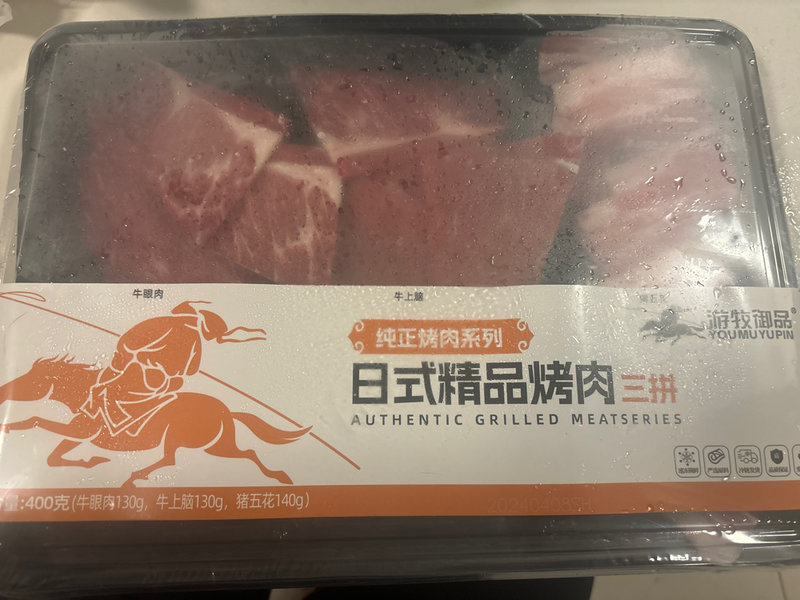 牛眼肉
牛上脑
游牧御品®
YOUMUYUPIN
纯正烤肉系列
日式精品烤肉三拼
AUTHENTIC GRILLED MEATSERIES
量:400克(牛眼肉130g，牛上脑130g，猪五花140g)
20240408SH